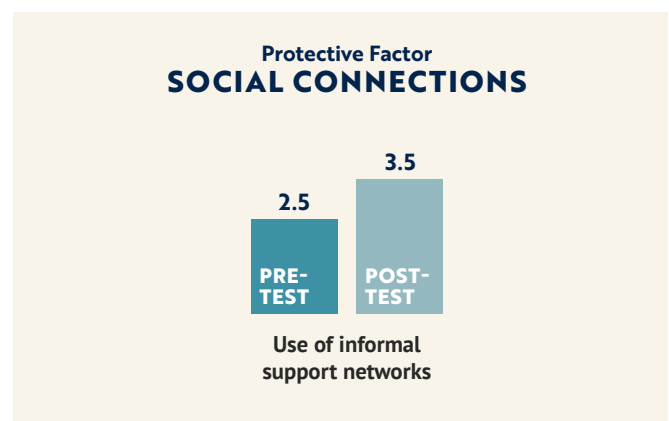 Protective Factor
SOCIAL CONNECTIONS
3.5
2.5
PRE-
TEST
POST-
TEST
Use of informal
support networks